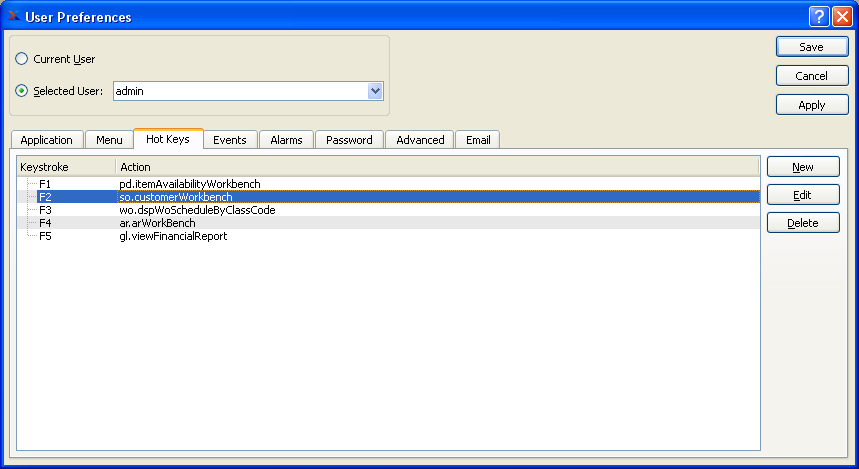 User Preferences
Current User
Selected User: admin
Save
Cancel
Apply
Application Menu Hot Keys Events Alarms Password Advanced Email
Keystroke Action
F1 pd.itemAvailabilityWorkbench
F2 so.customerWorkbench
F3 wo.dspWoScheduleByClassCode
F4 ar.arWorkBench
F5 gl.viewFinancialReport
New
Edit
Delete